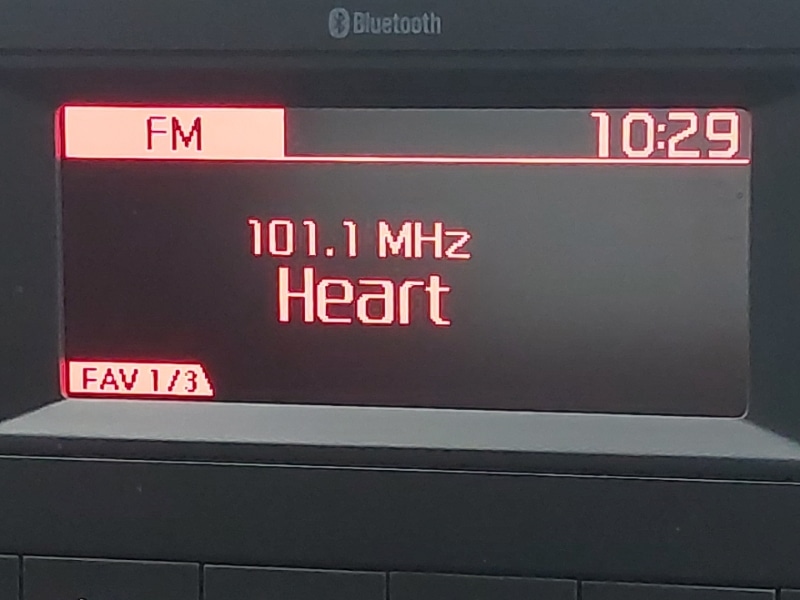 Bluetooth
FM 10:29
101.1 MHz
Heart
FAV 1/3